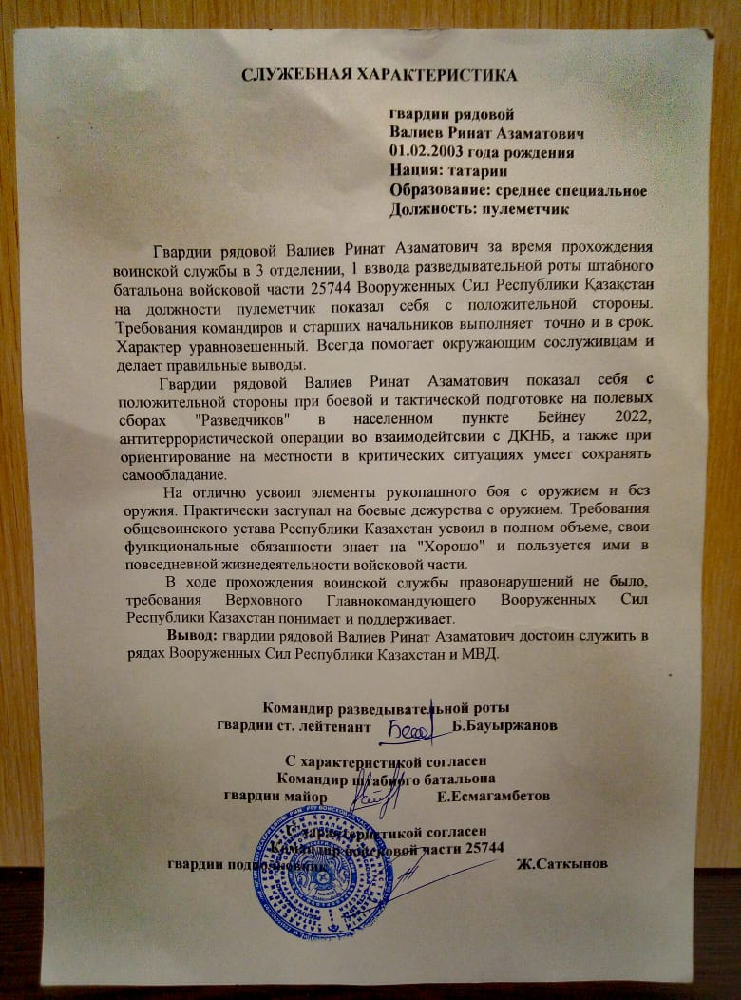 СЛУЖЕБНАЯ ХАРАКТЕРИСТИКА
гвардии рядовой
Валиев Ринат Азаматович
01.02.2003 года рождения
Нация: татарин
Образование: среднее специальное
Должность: пулеметчик
Гвардии рядовой Валиев Ринат Азаматович за время прохождения
воинской службы в 3 отделении, 1 взвода разведывательной роты штабного
батальона войсковой части 25744 Вооруженных Сил Республики Қазақстан
на должности пулеметчик показал себя с положительной стороны.
Требования командиров и старших начальников выполняет точно и в срок.
Характер уравновешенный. Всегда помогает окружающим сослуживцам и
делает правильные выводы.
Гвардии рядовой Валиев Ринат Азаматович показал себя с
положительной стороны при боевой и тактической подготовке на полевых
сборах "Разведчиков" в населенном пункте Бейнеу 2022,
антитеррористической операции во взаимодейтсвии с ДКНБ, а также при
ориентирование на местности в критических ситуациях умеет сохранять
самообладание.
На отлично усвоил элементы рукопашного боя с оружием и без
оружия. Практически заступал на боевые дежурства с оружием. Требования
общевоинского устава Республики Казахстан усвоил в полном объеме, свои
функциональные обязанности знает на "Хорошо" и пользуется ими в
повседневной жизнедеятельности войсковой части.
В ходе прохождения воинской службы правонарушений не было,
требования Верховного Главнокомандующего Вооруженных Сил
Республики Казахстан понимает и поддерживает.
Вывод: гвардии рядовой Валиев Ринат Азаматович достоин служить в
рядах Вооруженных Сил Республики Казахстан и МВД.
Командир разведывательной роты
гвардии ст. лейтенант Б.Бауыржанов
С характеристикой согласен
Командир штабного батальона
гвардии майор Е.Есмагамбетов
С характеристикой согласен
Командир войсковой части 25744
гвардии подполковник Ж.Саткынов